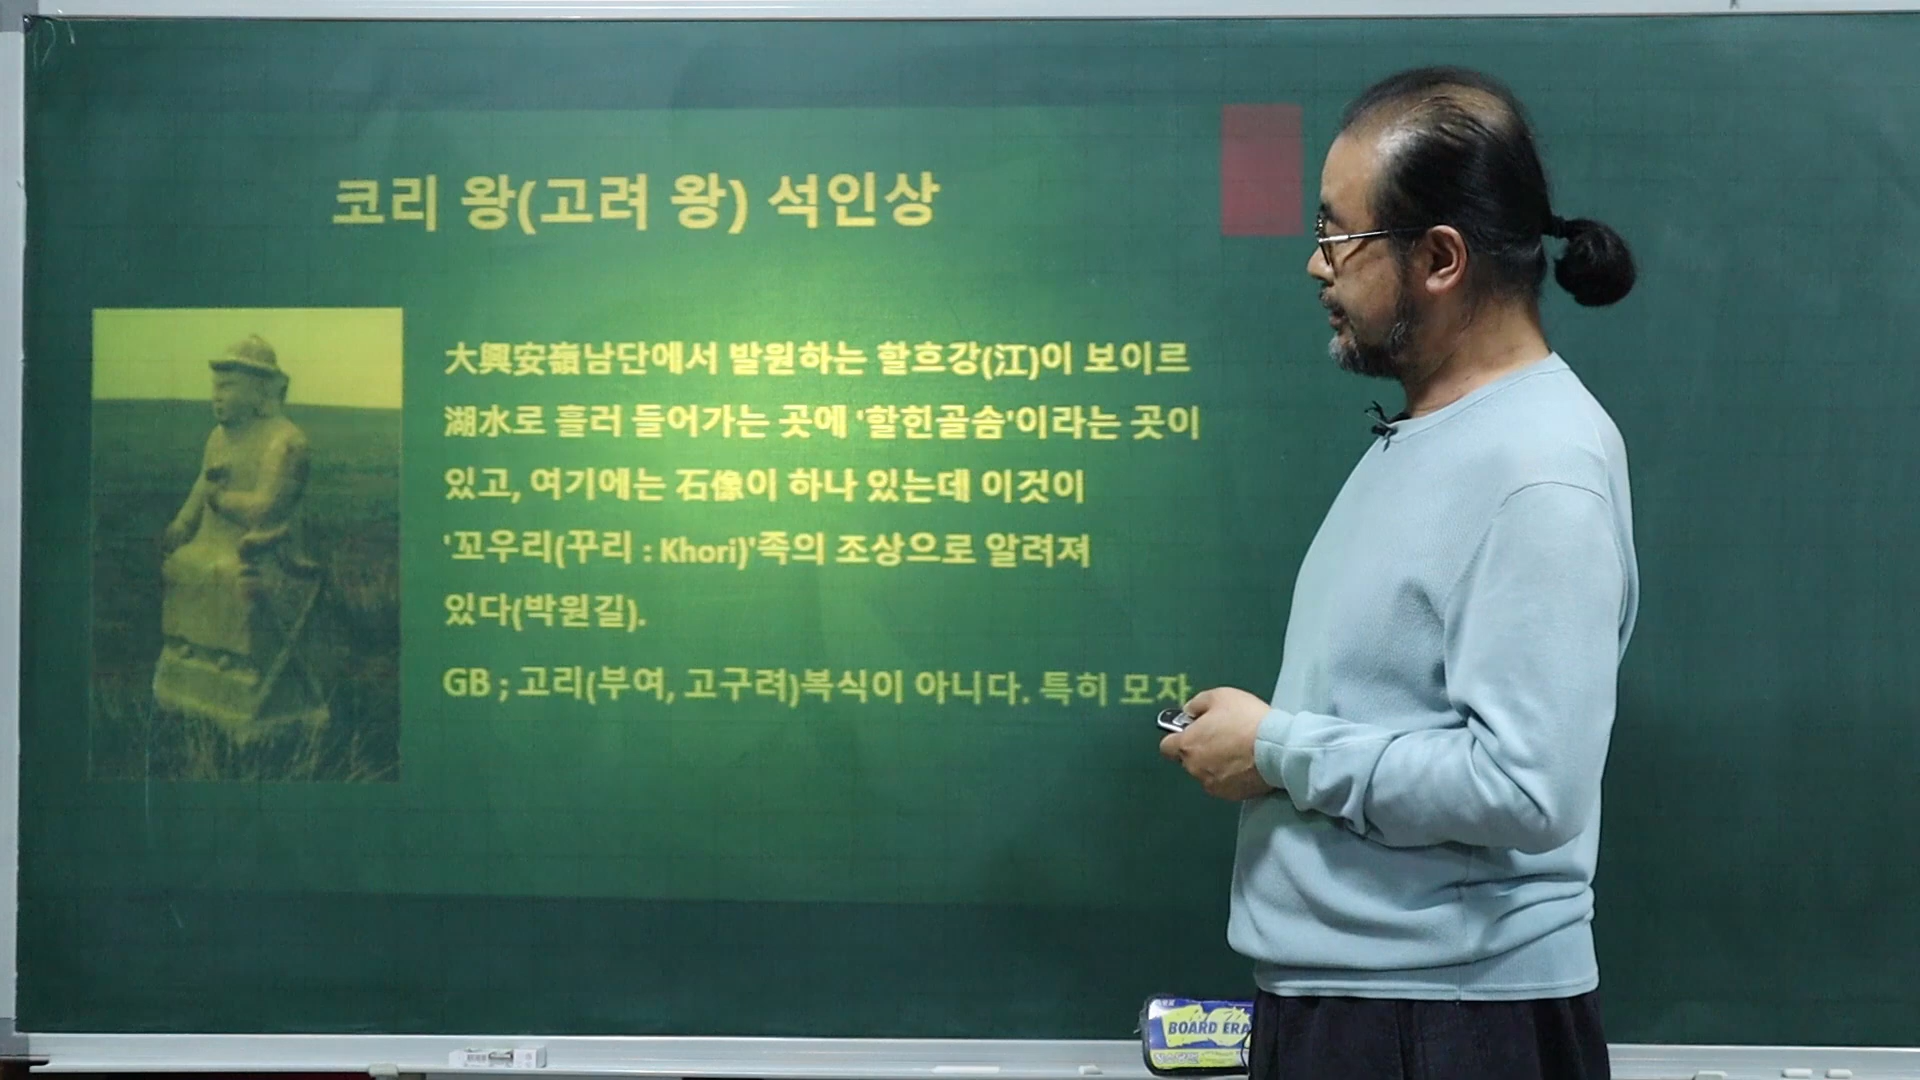 코리 왕(고려 왕) 석인상
大興安嶺남단에서 발원하는 할흐강(江)이 보이르
湖水로 흘러 들어가는 곳에 '할힌골솜'이라는 곳이
있고, 여기에는 石像이 하나 있는데 이것이
'꼬우리(꾸리 : Khori)'족의 조상으로 알려져
있다(박원길).
GB ; 고리(부여, 고구려)복식이 아니다. 특히 모자
BOARD ERA